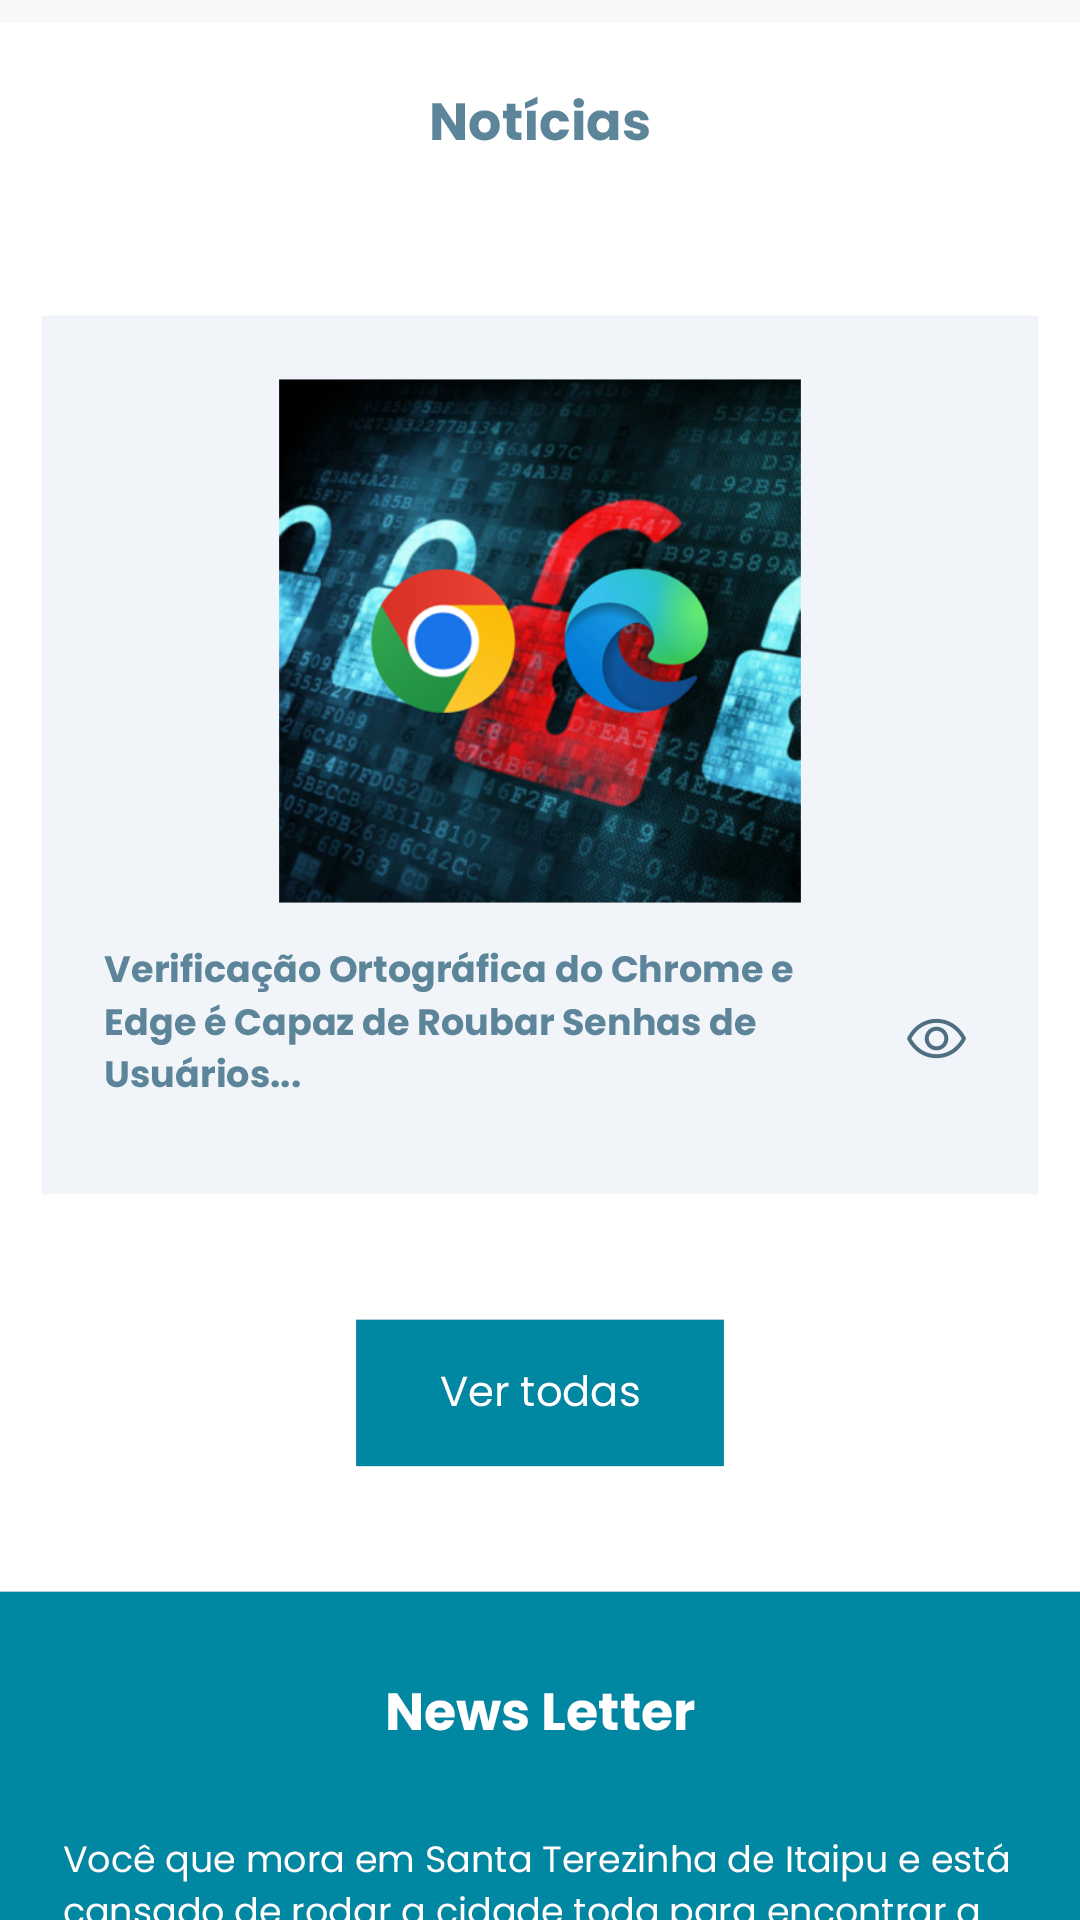 Notícias
Verificação Ortográfica do Chrome e
Edge é Capaz de Roubar Senhas de
Usuários...
Ver todas
News Letter
Você que mora em Santa Terezinha de Itaipu e está
cansado de rodar a cidade toda para encontrar a